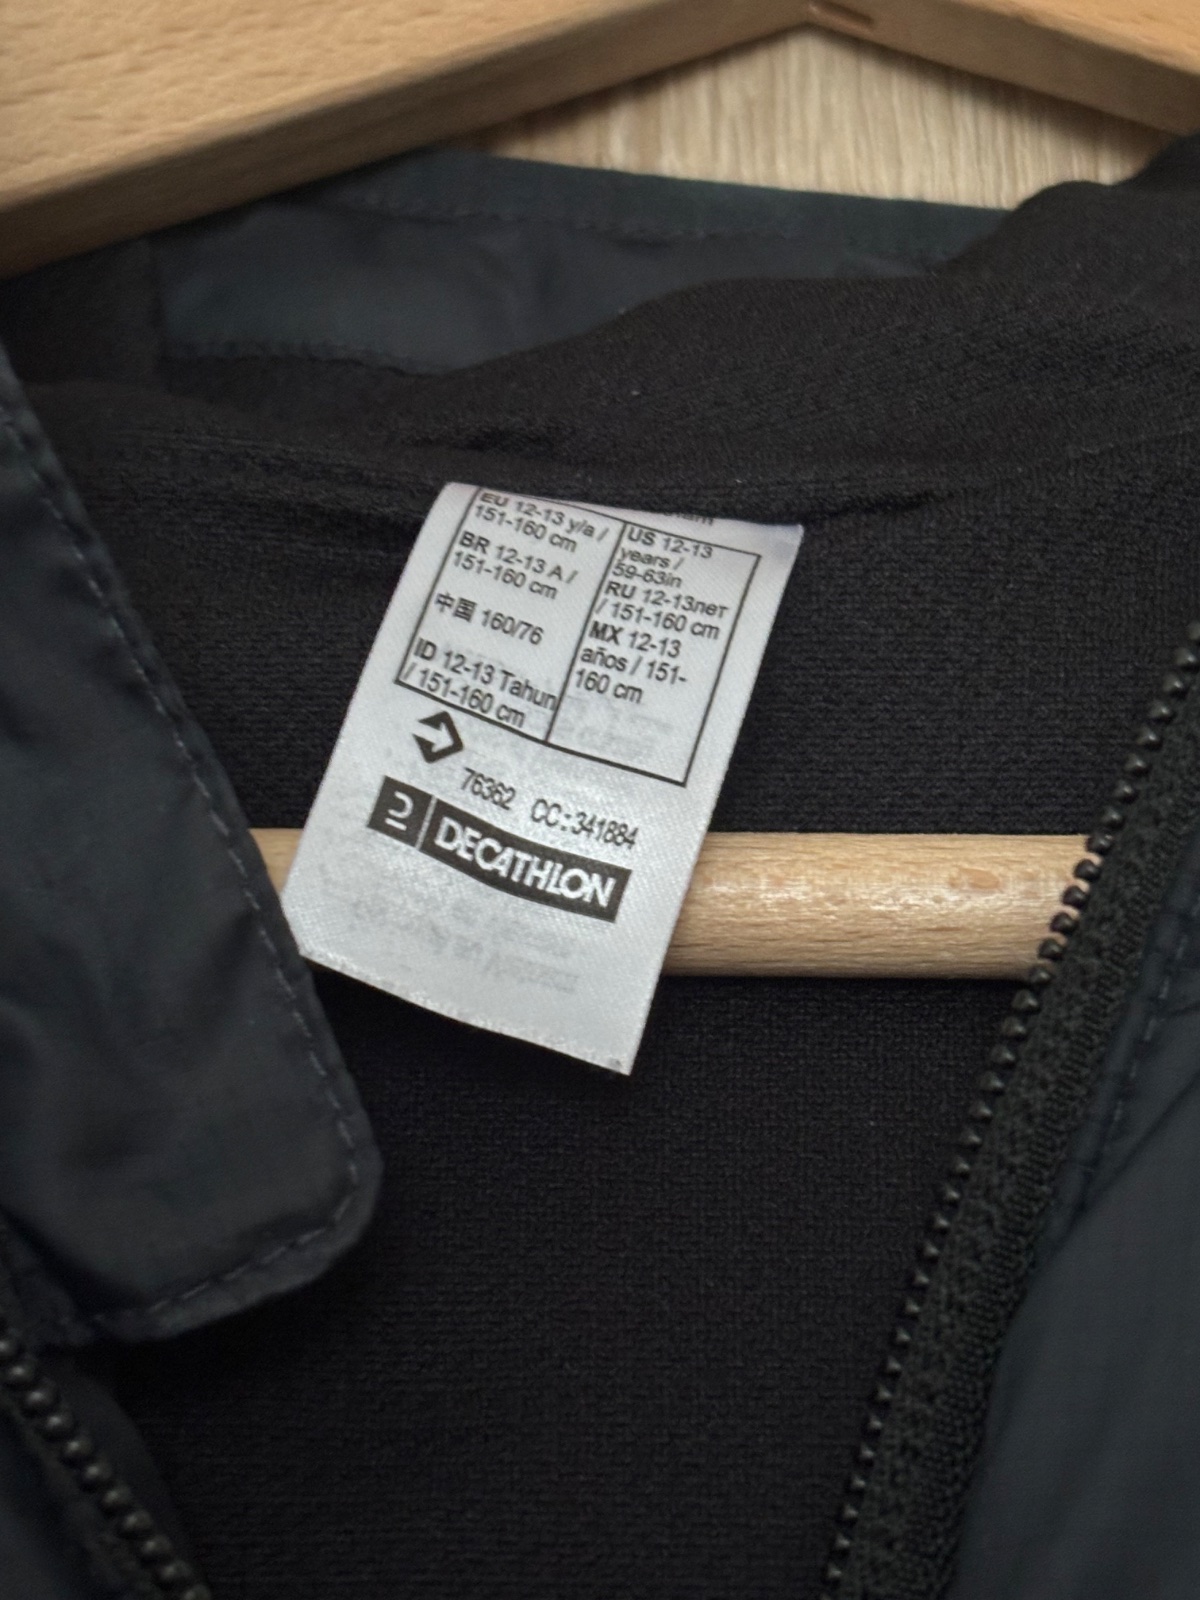 EU 12-13 y/a /
151-160 cm
BR 12-13 A /
151-160 cm
中国 160/76
ID 12-13 Tahun
/ 151-160 cm
US 12-13
years /
59-63in
RU 12-13лет
/ 151-160 cm
MX 12-13
años / 151-
160 cm
76362 CC:341884
DECATHLON